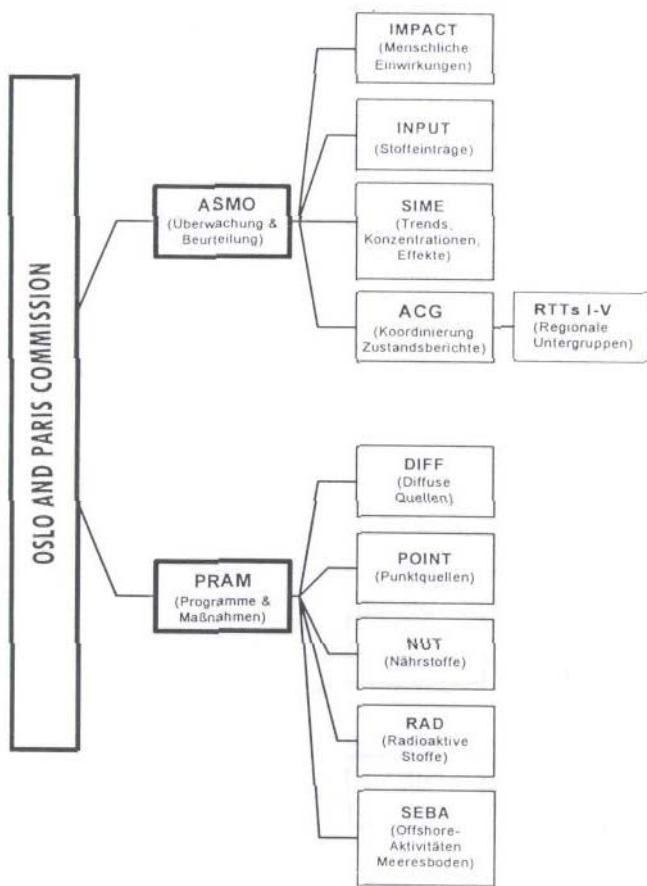 OSLO AND PARIS COMMISSION
ASMO
(Überwachung &
Beurteilung)
IMPACT
(Menschliche
Einwirkungen)
INPUT
(Stoffeinträge)
SIME
(Trends,
Konzentrationen,
Effekte)
ACG
(Koordinierung
Zustandsberichte)
RTTs I-V
(Regionale
Untergruppen)
PRAM
(Programme &
Maßnahmen)
DIFF
(Diffuse
Quellen)
POINT
(Punktquellen)
NUT
(Nährstoffe)
RAD
(Radioaktive
Stoffe)
SEBA
(Offshore-
Aktivitäten
Meeresboden)